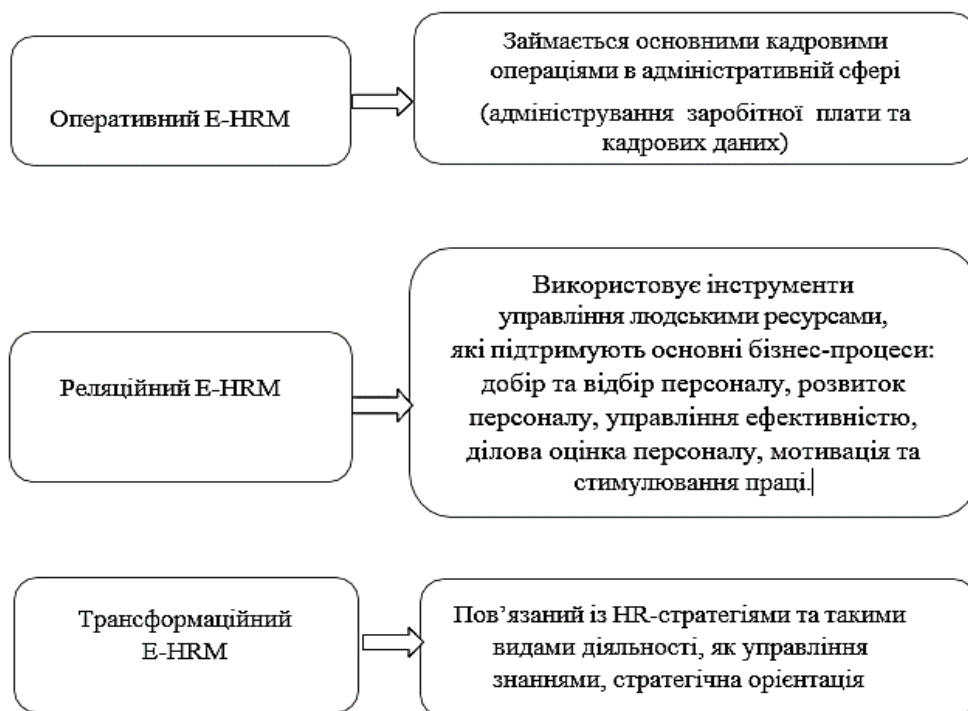 Оперативний E-HRM
Займається основними кадровими
операціями в адміністративній сфері
(адміністрування заробітної плати та
кадрових даних)
Реляційний E-HRM
Використовує інструменти
управління людськими ресурсами,
які підтримують основні бізнес-процеси:
добір та відбір персоналу, розвиток
персоналу, управління ефективністю,
ділова оцінка персоналу, мотивація та
стимулювання праці.
Трансформаційний
E-HRM
Пов’язаний із HR-стратегіями та такими
видами діяльності, як управління
знаннями, стратегічна орієнтація